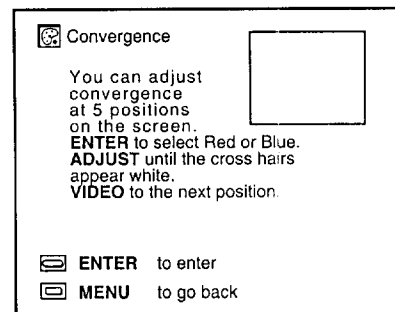 Convergence
You can adjust
convergence
at 5 positions
on the screen.
ENTER to select Red or Blue.
ADJUST until the cross hairs
appear white.
VIDEO to the next position.
ENTER to enter
MENU to go back